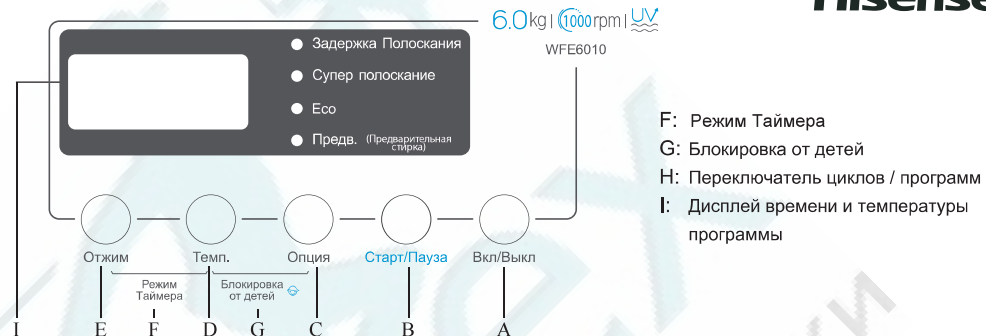 Hisense
6.0kg | 1000rpm | UV
WFE6010
Задержка Полоскания
Супер полоскание
Eco
Предв. (Предварительная
стирка)
Отжим Темп. Опция Старт/Пауза Вкл/Выкл
Режим
Таймера
Блокировка
от детей
I E F D G C B A
F: Режим Таймера
G: Блокировка от детей
H: Переключатель циклов / программ
I: Дисплей времени и температуры
программы